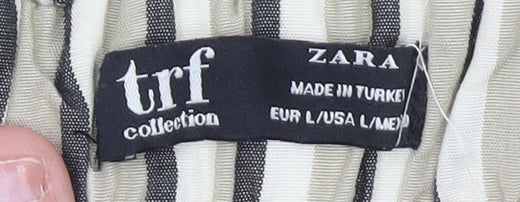 trf
collection
ZARA
MADE IN TURKEY
EUR L/USA L/MEX